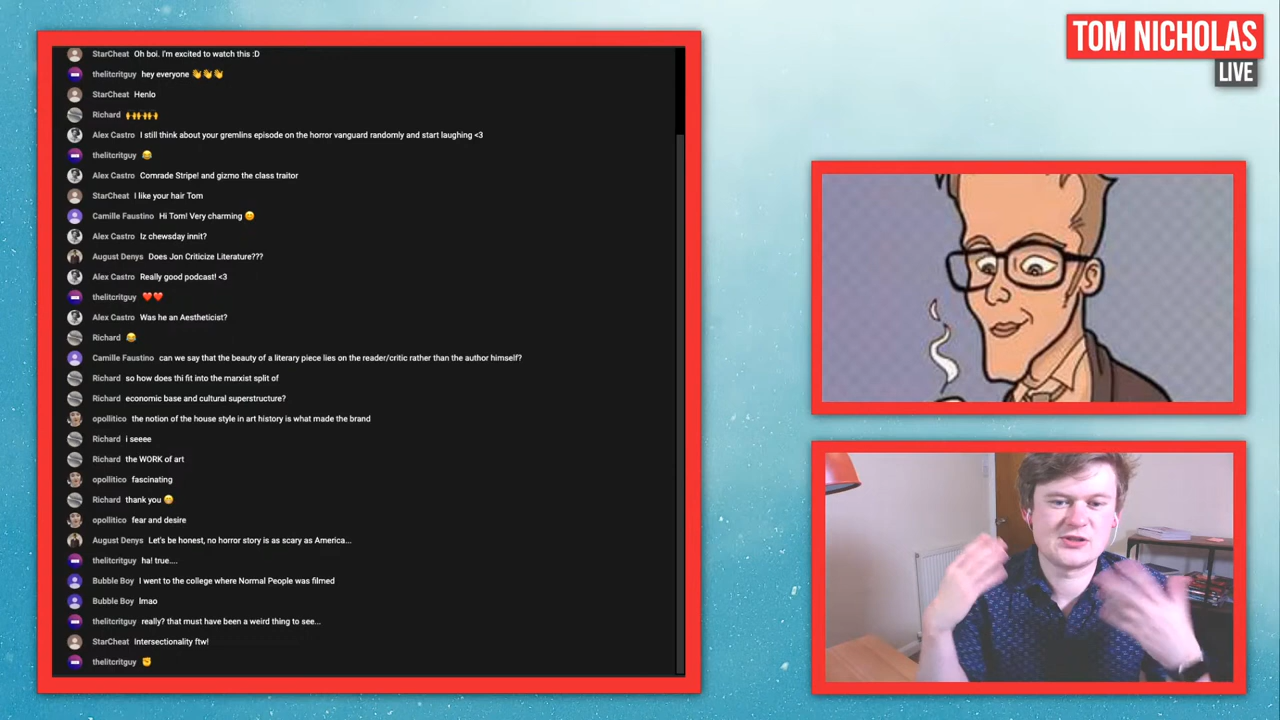 TOM NICHOLAS
LIVE
StarCheat Oh boi. I'm excited to watch this :D
thelitcritguy hey everyone 👋👋👋
StarCheat Henlo
Richard 🙌🙌🙌
Alex Castro I still think about your gremlins episode on the horror vanguard randomly and start laughing <3
thelitcritguy 😂
Alex Castro Comrade Stripe! and gizmo the class traitor
StarCheat I like your hair Tom
Camille Faustino Hi Tom! Very charming 😊
Alex Castro Iz chewsday innit?
August Denys Does Jon Criticize Literature???
Alex Castro Really good podcast! <3
thelitcritguy ❤️❤️
Alex Castro Was he an Aestheticist?
Richard 😂
Camille Faustino can we say that the beauty of a literary piece lies on the reader/critic rather than the author himself?
Richard so how does thi fit into the marxist split of
Richard economic base and cultural superstructure?
opollitico the notion of the house style in art history is what made the brand
Richard i seeee
Richard the WORK of art
opollitico fascinating
Richard thank you 😊
opollitico fear and desire
August Denys Let's be honest, no horror story is as scary as America...
thelitcritguy ha! true....
Bubble Boy I went to the college where Normal People was filmed
Bubble Boy lmao
thelitcritguy really? that must have been a weird thing to see...
StarCheat Intersectionality ftw!
thelitcritguy ✊